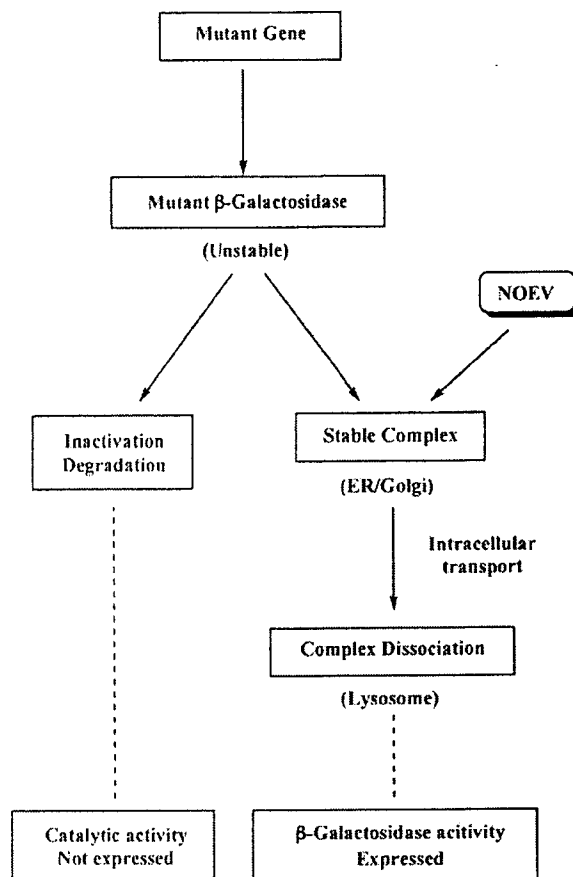 Mutant Gene
Mutant β-Galactosidase
(Unstable)
NOEV
Inactivation
Degradation
Stable Complex
(ER/Golgi)
Intracellular
transport
Complex Dissociation
(Lysosome)
Catalytic activity
Not expressed
β-Galactosidase acitivity
Expressed